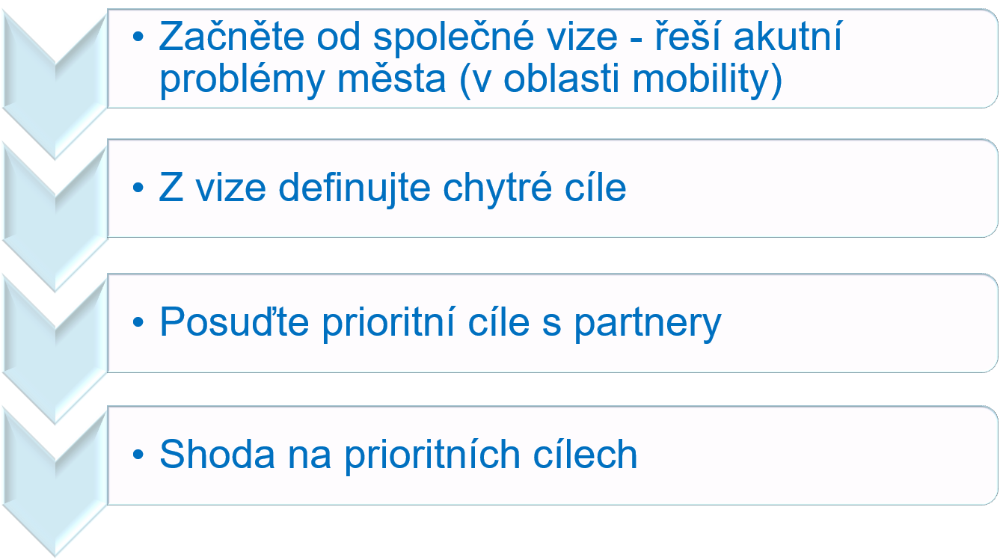 • Začněte od společné vize - řeší akutní
problémy města (v oblasti mobility)
• Z vize definujte chytré cíle
• Posuďte prioritní cíle s partnery
• Shoda na prioritních cílech